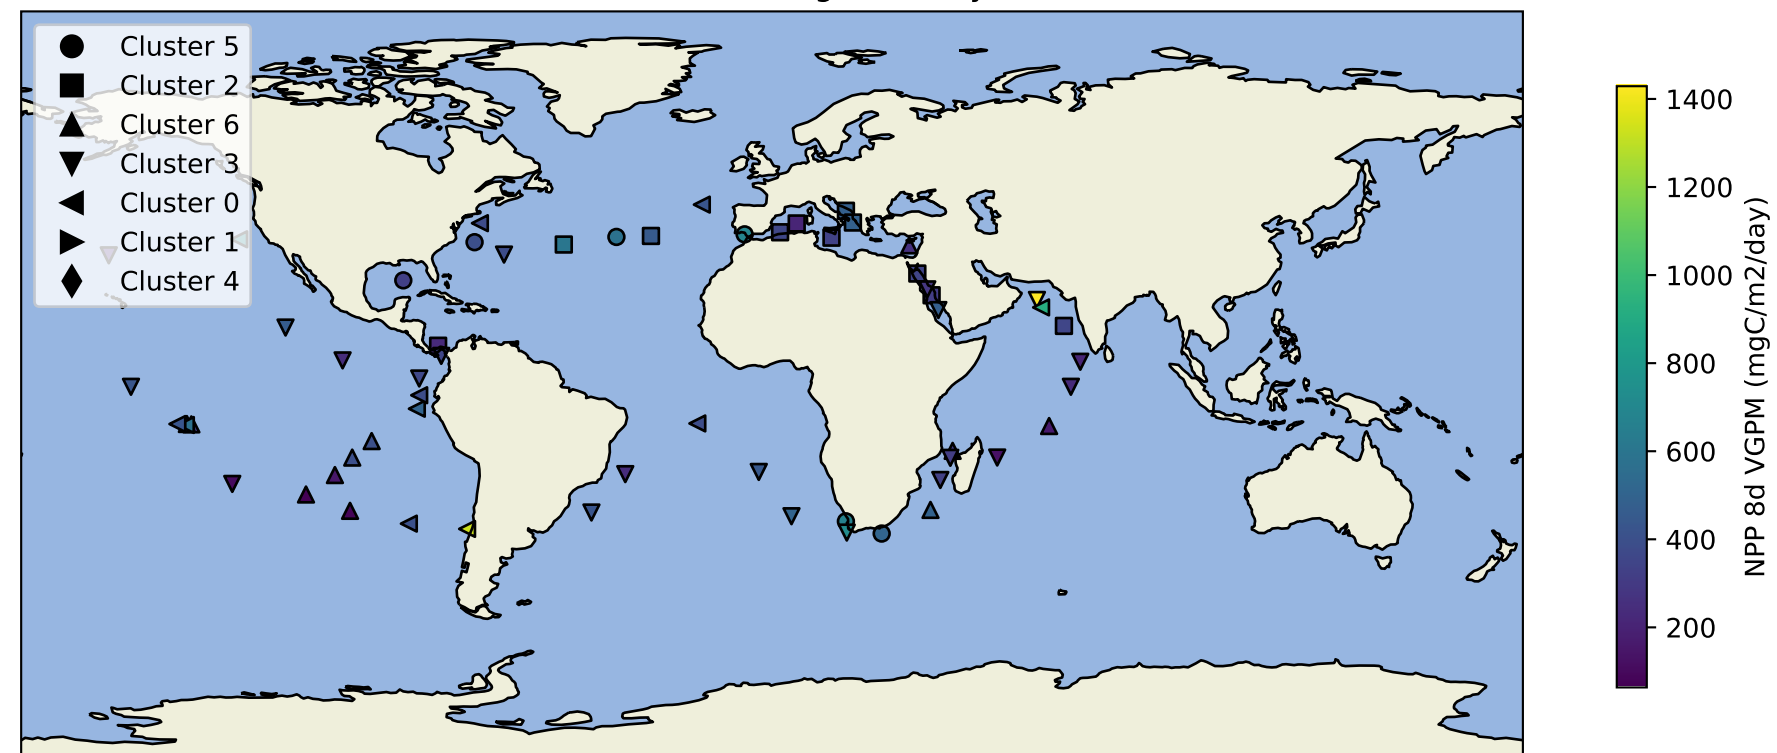 Cluster 5
Cluster 2
Cluster 6
Cluster 3
Cluster 0
Cluster 1
Cluster 4
1400
1200
1000
800
600
400
200
NPP 8d VGPM (mgC/m2/day)